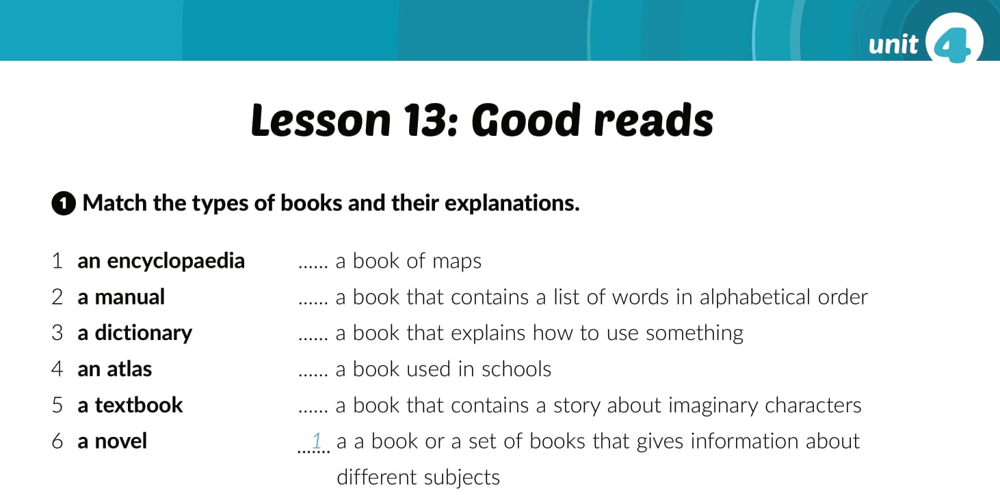 unit 4
Lesson 13: Good reads
1 Match the types of books and their explanations.
1 an encyclopaedia ...... a book of maps
2 a manual ...... a book that contains a list of words in alphabetical order
3 a dictionary ...... a book that explains how to use something
4 an atlas ...... a book used in schools
5 a textbook ...... a book that contains a story about imaginary characters
6 a novel ...1... a a book or a set of books that gives information about
different subjects